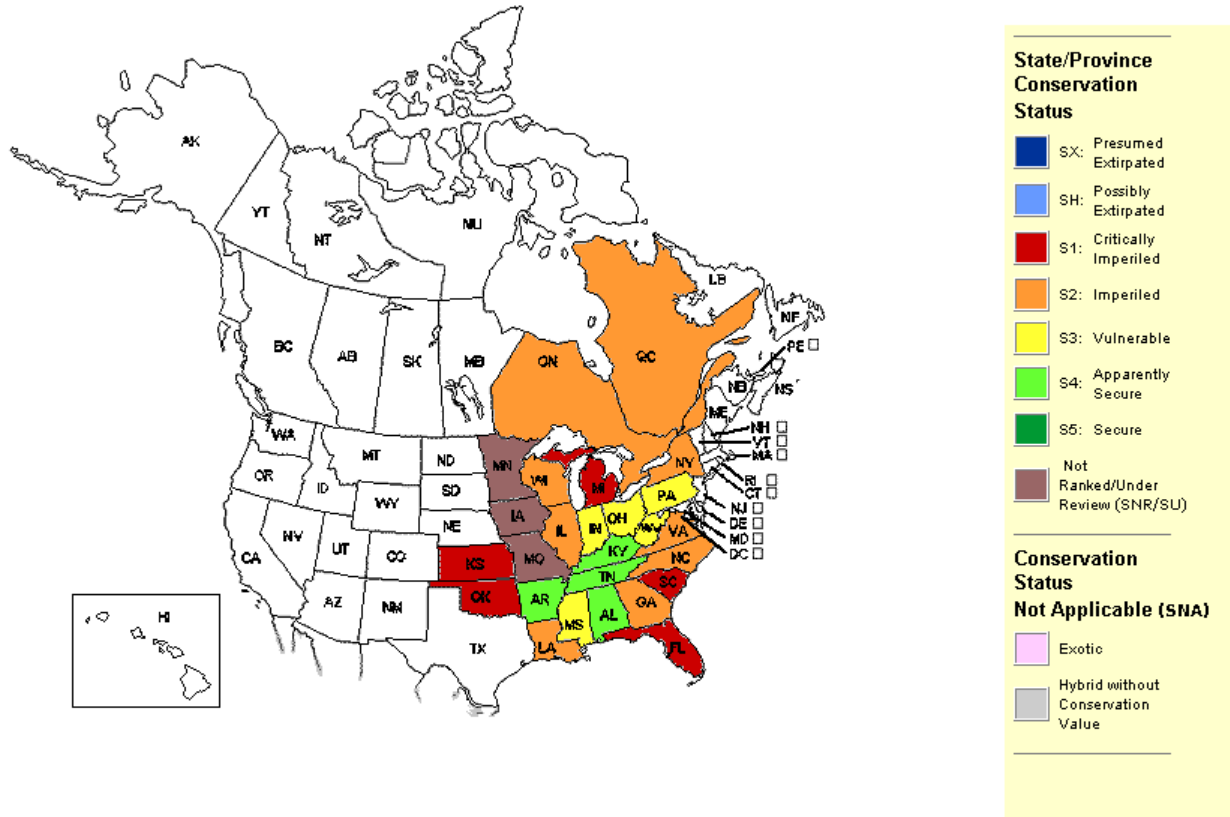 AK
YT
NT
NU
BC
AB
SK
MB
ON
QC
LB
NF
PE
NB
NS
ME
NH
VT
MA
RI
CT
NJ
DE
MD
DC
WA
OR
ID
MT
ND
SD
WY
NE
CA
NV
UT
CO
AZ
NM
KS
OK
TX
MN
IA
MO
AR
LA
WI
IL
MI
IN
OH
KY
TN
MS
AL
GA
FL
SC
NC
VA
WV
PA
NY
HI
State/Province
Conservation
Status
SX: Presumed
Extirpated
SH: Possibly
Extirpated
S1: Critically
Imperiled
S2: Imperiled
S3: Vulnerable
S4: Apparently
Secure
S5: Secure
Not
Ranked/Under
Review (SNR/SU)
Conservation
Status
Not Applicable (SNA)
Exotic
Hybrid without
Conservation
Value